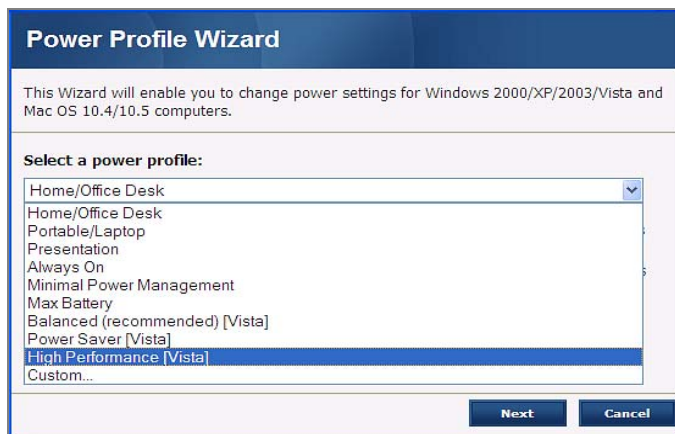 Power Profile Wizard
This Wizard will enable you to change power settings for Windows 2000/XP/2003/Vista and
Mac OS 10.4/10.5 computers.
Select a power profile:
Home/Office Desk
Home/Office Desk
Portable/Laptop
Presentation
Always On
Minimal Power Management
Max Battery
Balanced (recommended) [Vista]
Power Saver [Vista]
High Performance [Vista]
Custom...
Next Cancel